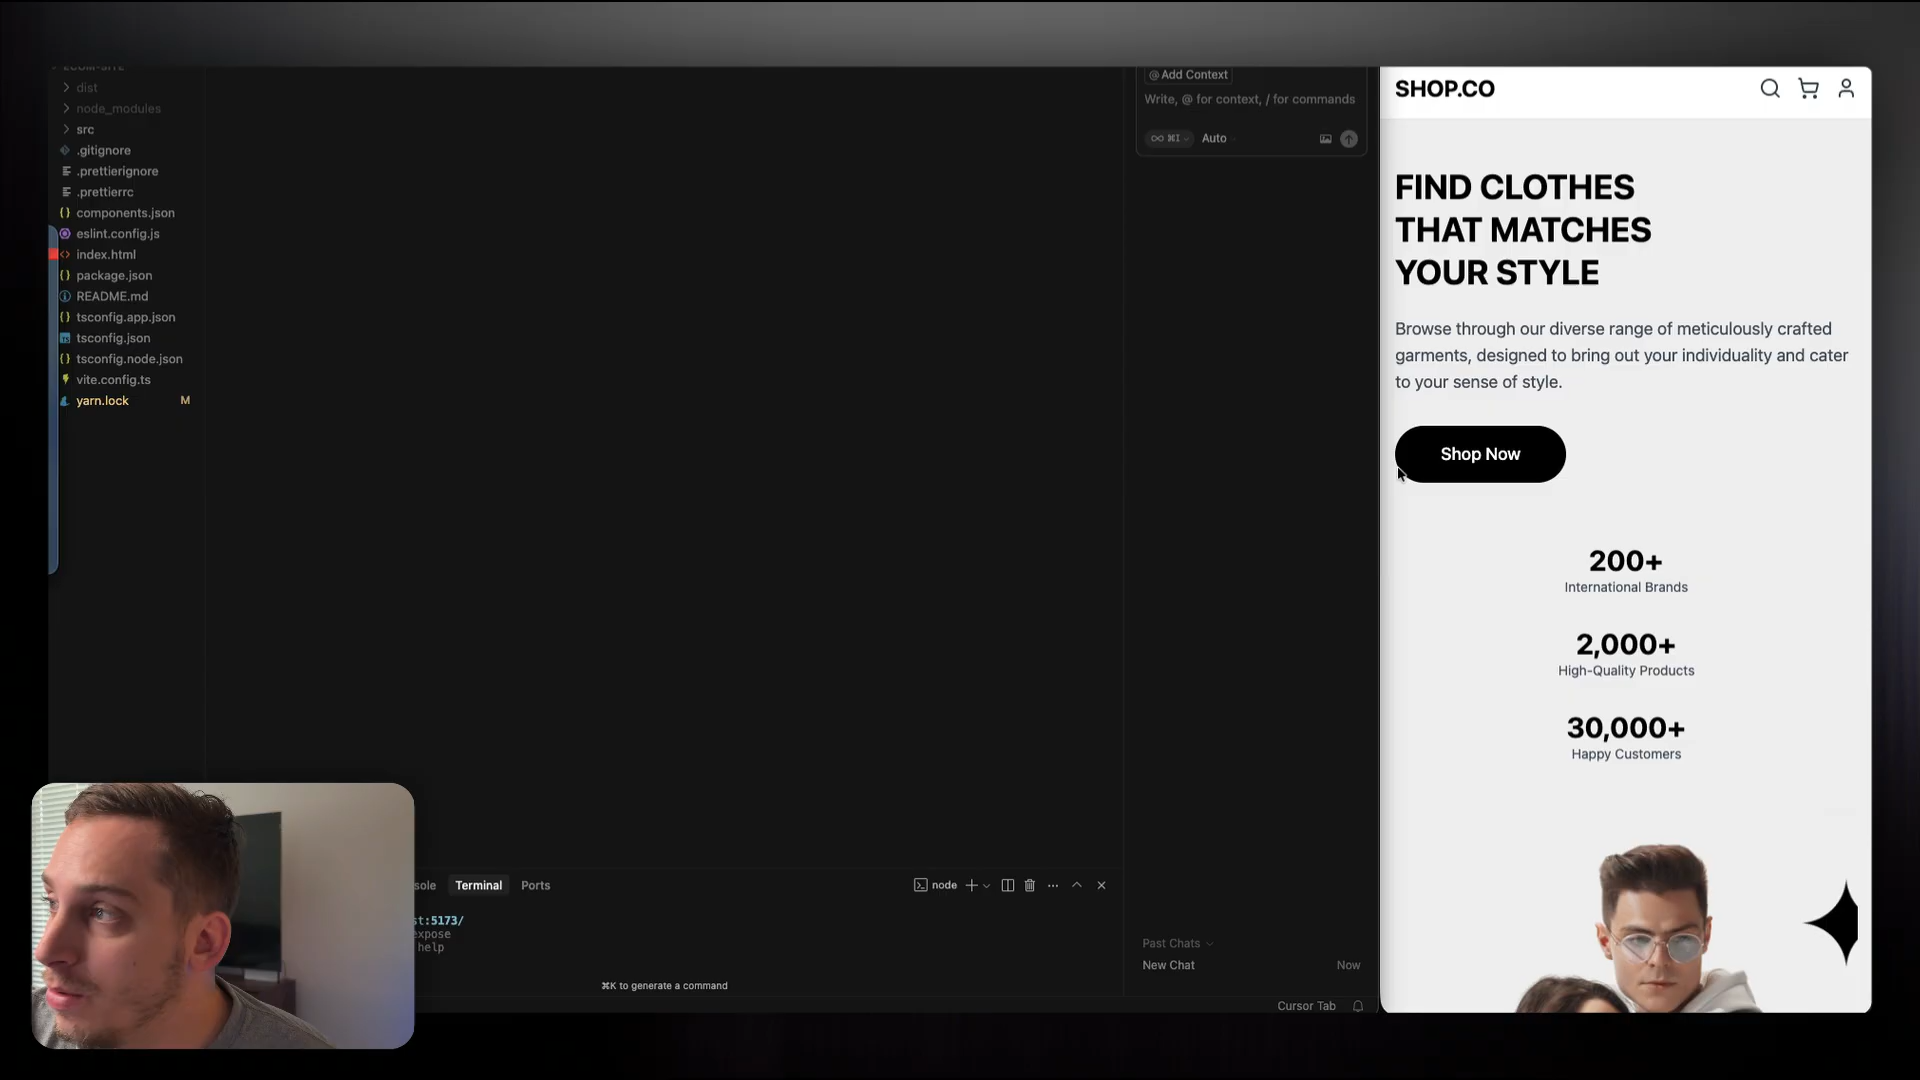 ECOM-SITE
dist
node_modules
src
.gitignore
.prettierignore
.prettierrc
components.json
eslint.config.js
index.html
package.json
README.md
tsconfig.app.json
tsconfig.json
tsconfig.node.json
vite.config.ts
yarn.lock M
sole Terminal Ports
node
st:5173/
expose
help
⌘K to generate a command
@ Add Context
Write, @ for context, / for commands
∞ ⌘I Auto
Past Chats
New Chat Now
Cursor Tab
SHOP.CO
FIND CLOTHES
THAT MATCHES
YOUR STYLE
Browse through our diverse range of meticulously crafted
garments, designed to bring out your individuality and cater
to your sense of style.
Shop Now
200+
International Brands
2,000+
High-Quality Products
30,000+
Happy Customers